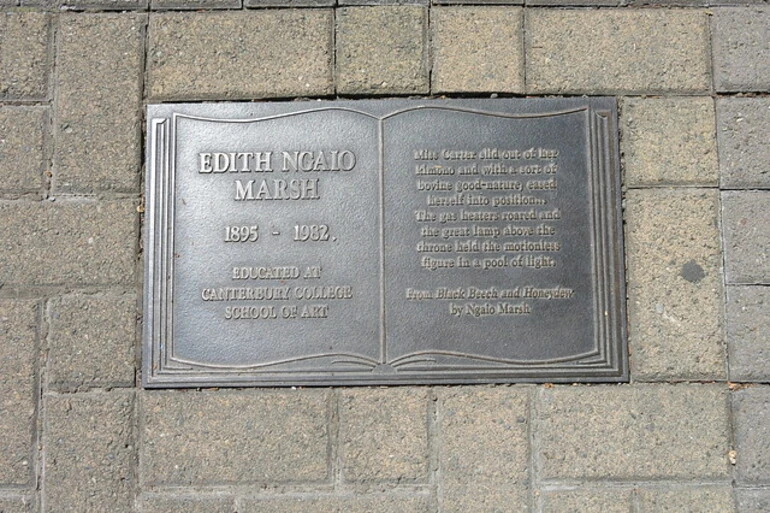 EDITH NGAIO
MARSH
1895 - 1982.
EDUCATED AT
CANTERBURY COLLEGE
SCHOOL OF ART
Miss Carter slid out of her
kimono and with a sort of
bovine good-nature eased
herself into position...
The gas heaters roared and
the great lamp above the
throne held the motionless
figure in a pool of light.
From Black Beech and Honeydew
by Ngaio Marsh